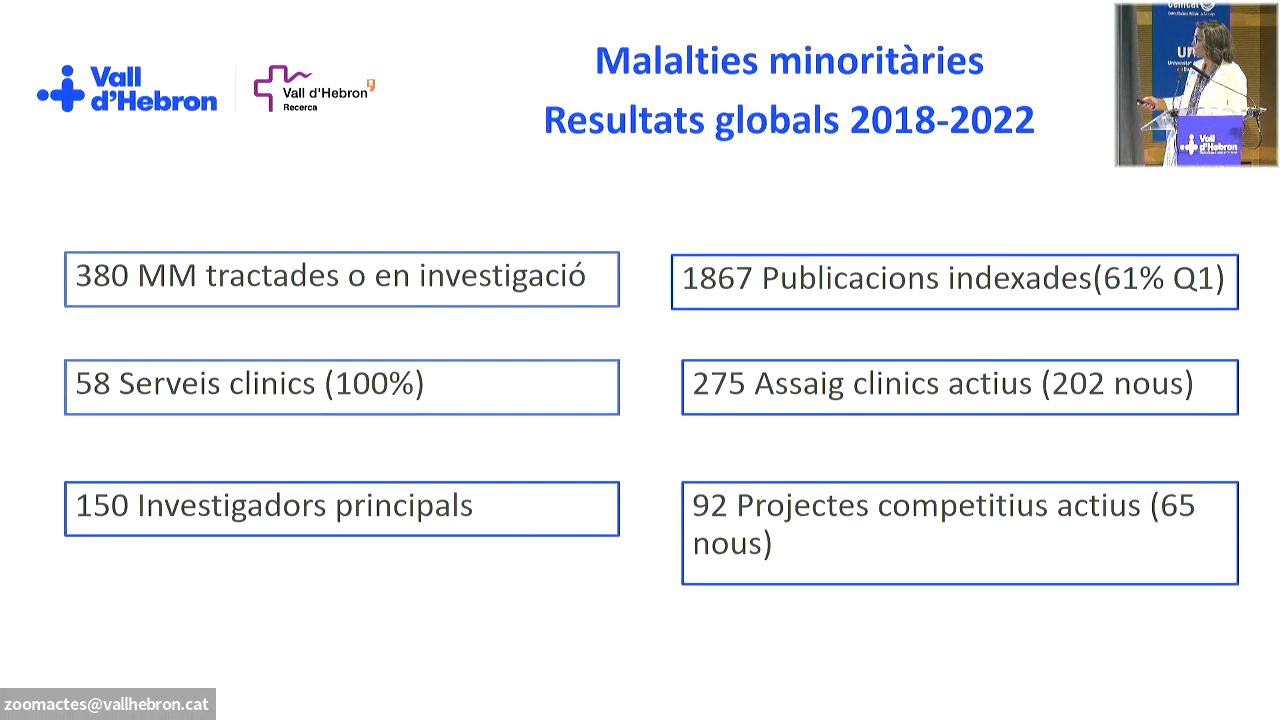 Vall
d'Hebron
Vall d'Hebron
Recerca
Malalties minoritàries
Resultats globals 2018-2022
380 MM tractades o en investigació
1867 Publicacions indexades(61% Q1)
58 Serveis clinics (100%)
275 Assaig clinics actius (202 nous)
150 Investigadors principals
92 Projectes competitius actius (65
nous)
Vall
d'Hebron
zoomactes@vallhebron.cat